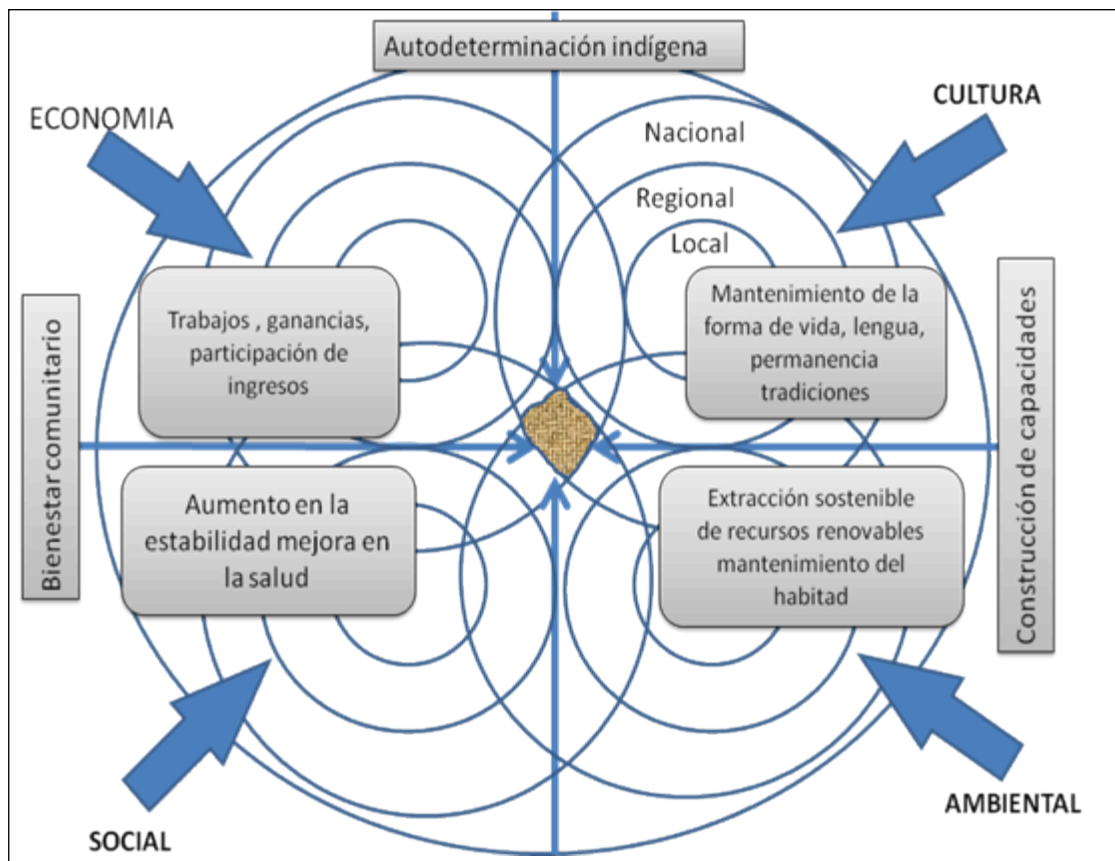 Autodeterminación indígena
ECONOMIA
CULTURA
Nacional
Regional
Local
Trabajos , ganancias,
participación de
ingresos
Mantenimiento de la
forma de vida, lengua,
permanencia
tradiciones
Bienestar comunitario
Construcción de capacidades
Aumento en la
estabilidad mejora en
la salud
Extracción sostenible
de recursos renovables
mantenimiento del
habitad
SOCIAL
AMBIENTAL